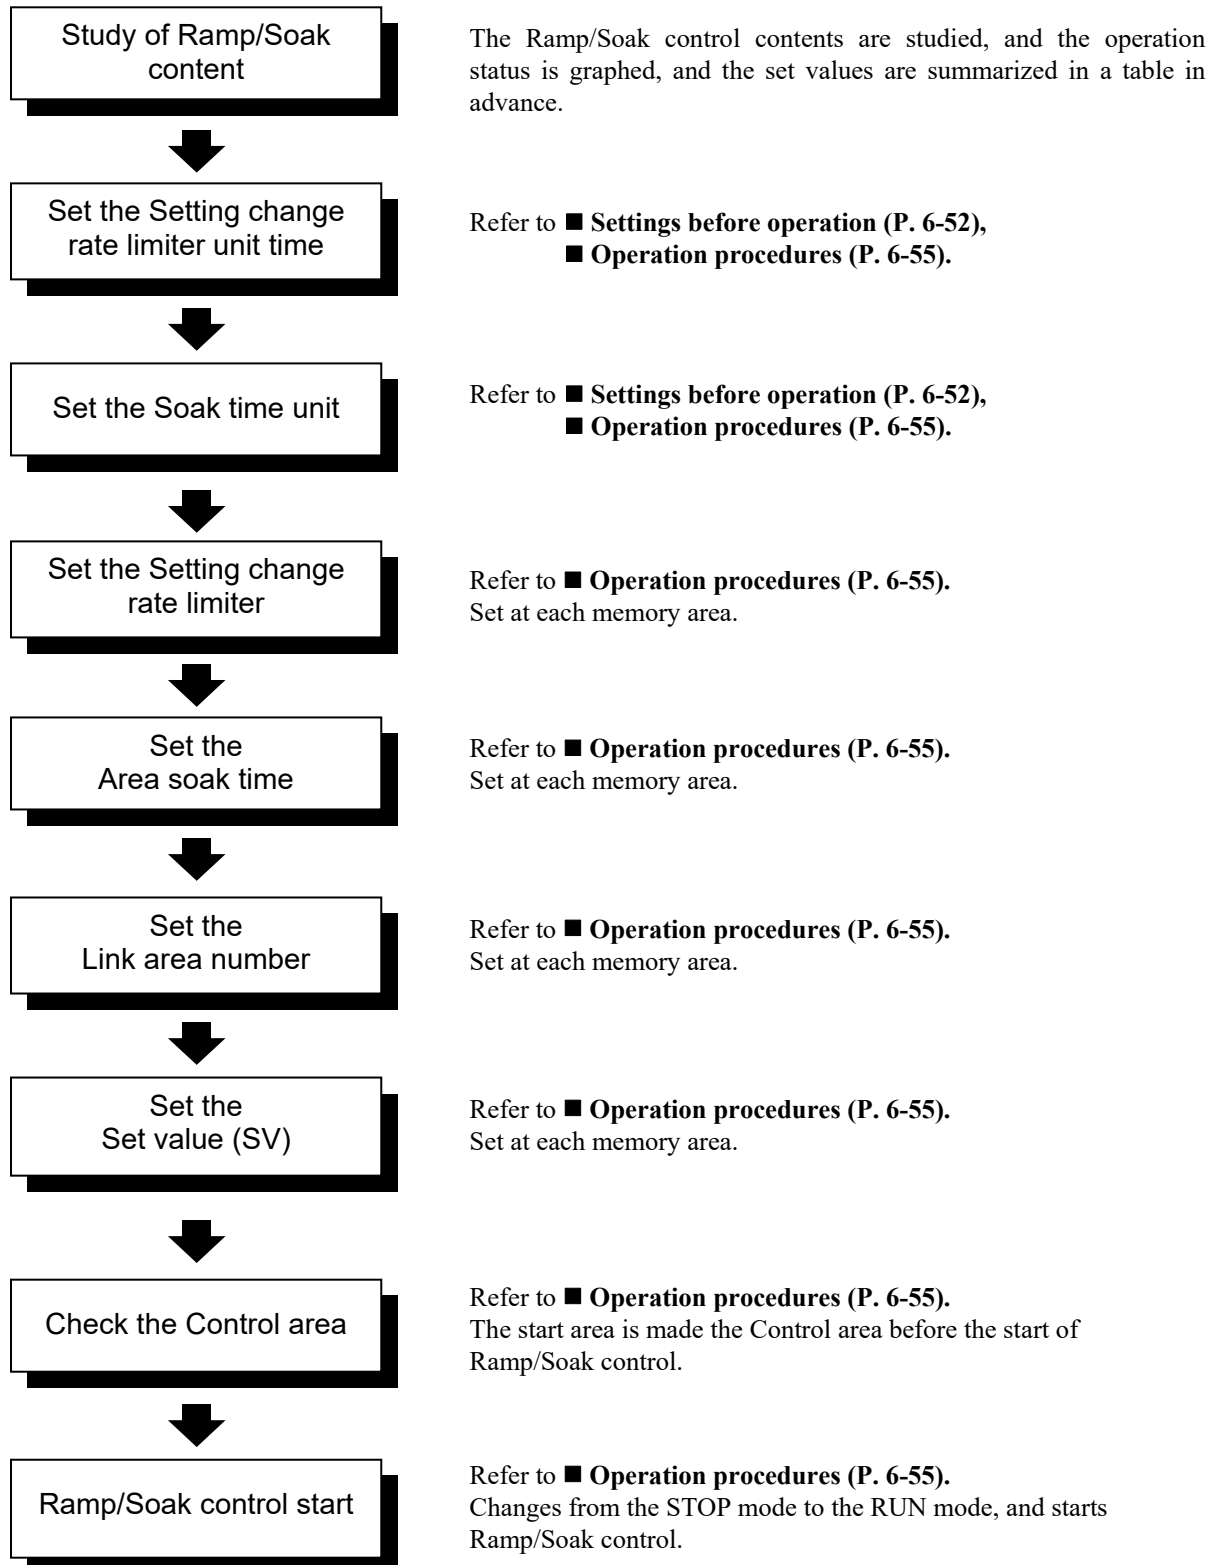 Study of Ramp/Soak
content
The Ramp/Soak control contents are studied, and the operation
status is graphed, and the set values are summarized in a table in
advance.
Set the Setting change
rate limiter unit time
Refer to ■ Settings before operation (P. 6-52),
■ Operation procedures (P. 6-55).
Set the Soak time unit
Refer to ■ Settings before operation (P. 6-52),
■ Operation procedures (P. 6-55).
Set the Setting change
rate limiter
Refer to ■ Operation procedures (P. 6-55).
Set at each memory area.
Set the
Area soak time
Refer to ■ Operation procedures (P. 6-55).
Set at each memory area.
Set the
Link area number
Refer to ■ Operation procedures (P. 6-55).
Set at each memory area.
Set the
Set value (SV)
Refer to ■ Operation procedures (P. 6-55).
Set at each memory area.
Check the Control area
Refer to ■ Operation procedures (P. 6-55).
The start area is made the Control area before the start of
Ramp/Soak control.
Ramp/Soak control start
Refer to ■ Operation procedures (P. 6-55).
Changes from the STOP mode to the RUN mode, and starts
Ramp/Soak control.